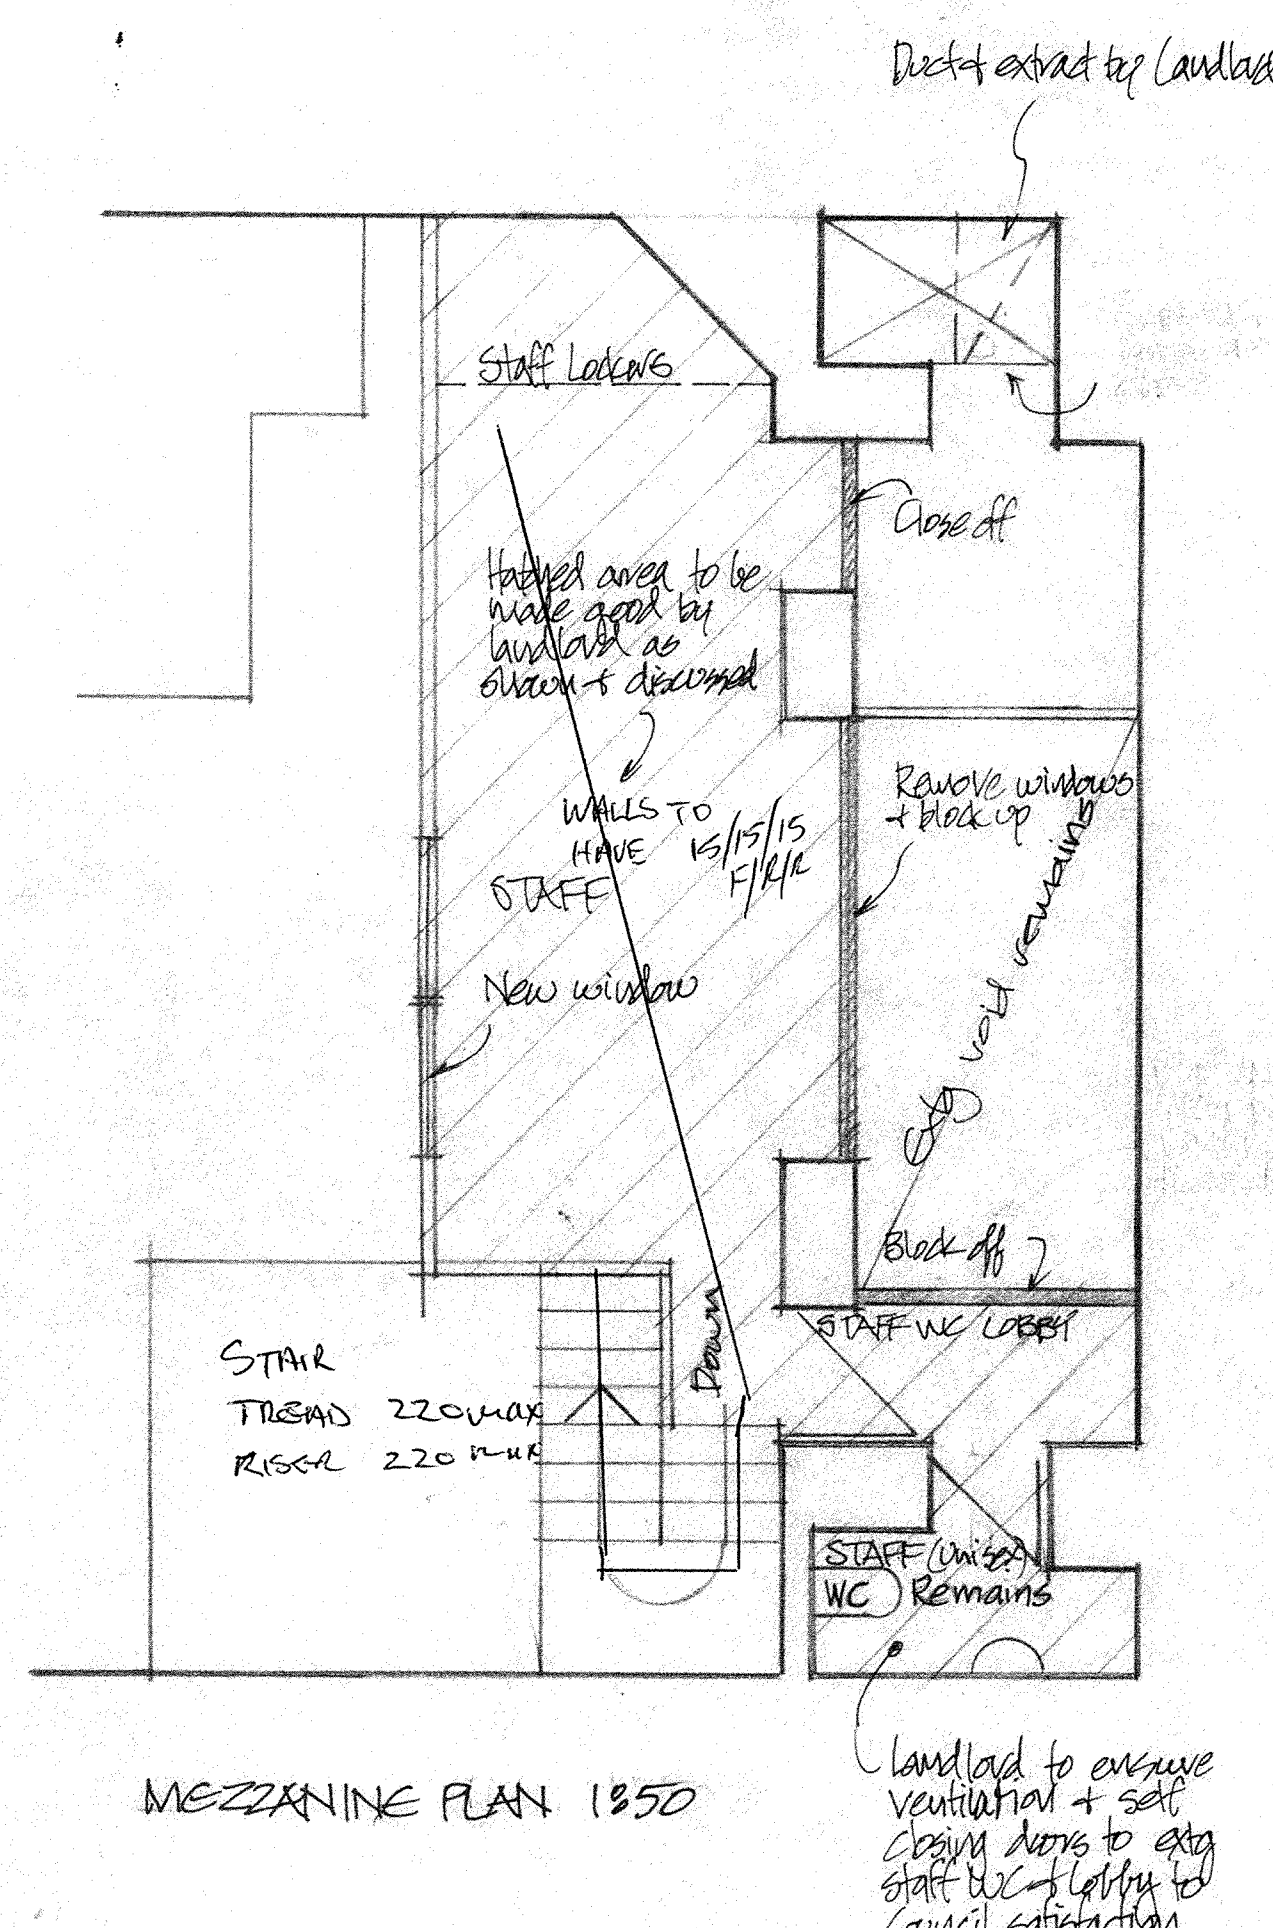 Duct & extract by Landlord
Staff Lockers
Close off
Hatched area to be
made good by
landlord as
shown & discussed
WALLS TO
HAVE 15/15/15
F/R/R
STAFF
Remove windows
& block up
Extg void remains
New window
Block off
STAFF WC LOBBY
Down
STAIR
TREAD 220 max
RISER 220
STAFF (Unisex)
WC Remains
MEZZANINE PLAN 1:50
Landlord to ensure
ventilation & self
closing doors to extg
staff WC & lobby to
Council satisfaction